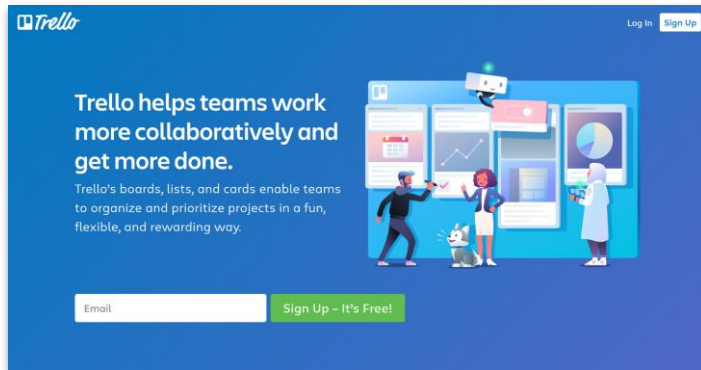 Trello
Log In
Sign Up
Trello helps teams work
more collaboratively and
get more done.
Trello's boards, lists, and cards enable teams
to organize and prioritize projects in a fun,
flexible, and rewarding way.
Email
Sign Up – It's Free!